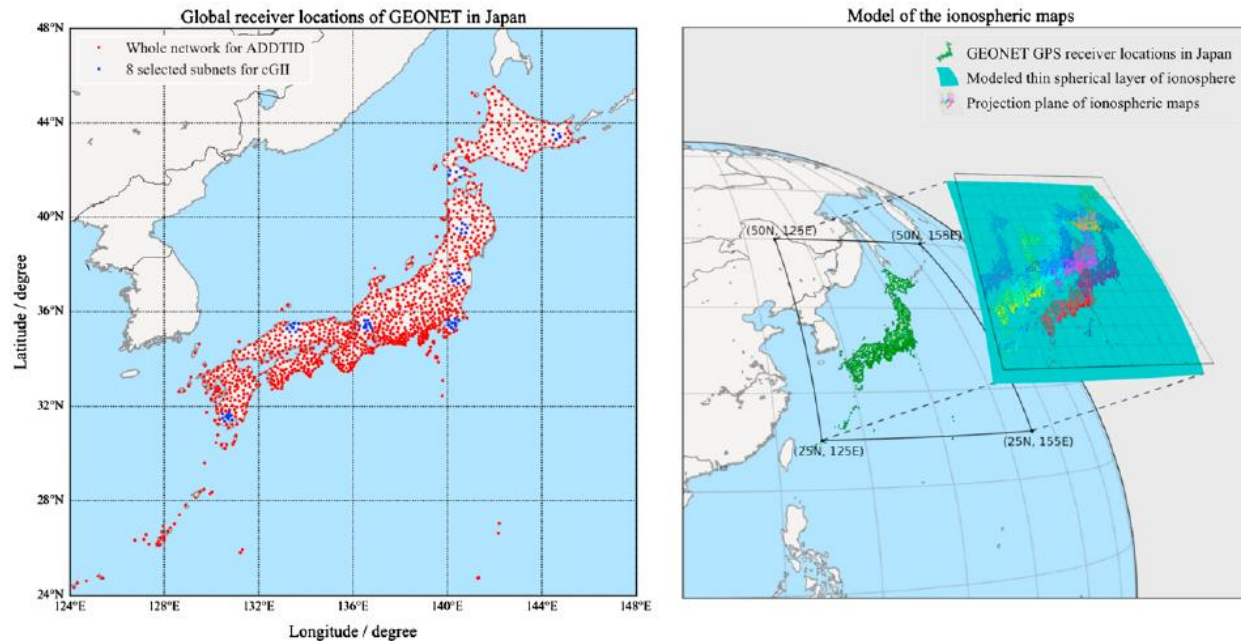 Global receiver locations of GEONET in Japan
48°N
Whole network for ADDTID
8 selected subnets for cGII
44°N
40°N
36°N
32°N
28°N
24°N
Latitude / degree
124°E 128°E 132°E 136°E 140°E 144°E 148°E
Longitude / degree
Model of the ionospheric maps
GEONET GPS receiver locations in Japan
Modeled thin spherical layer of ionosphere
Projection plane of ionospheric maps
(50N, 125E)
(50N, 155E)
(25N, 125E)
(25N, 155E)